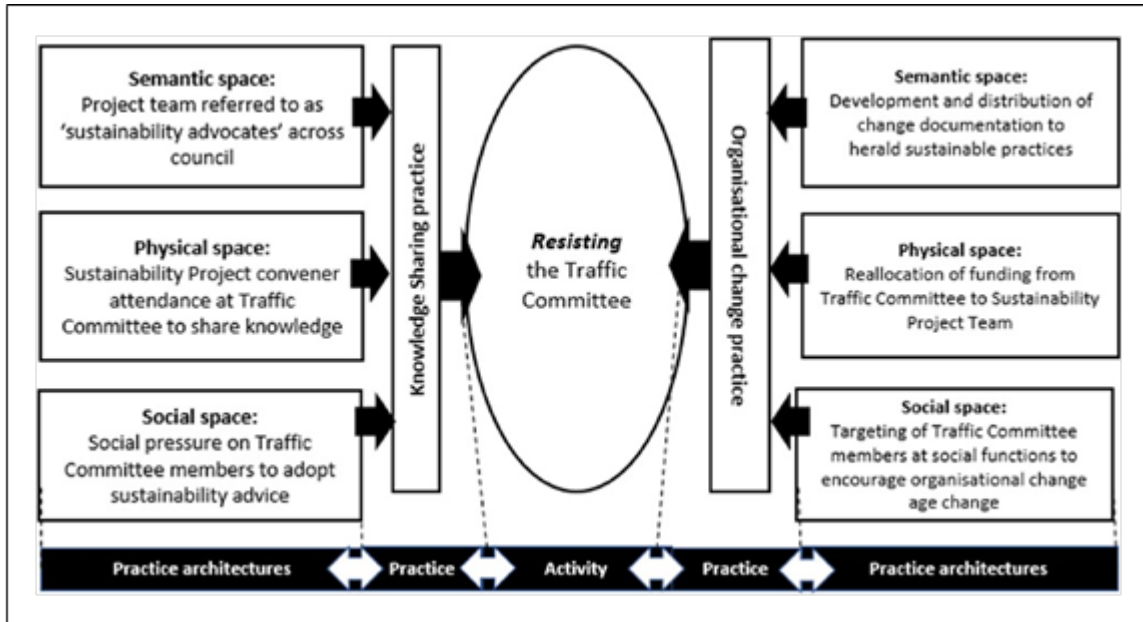 Semantic space:
Project team referred to as
'sustainability advocates' across
council
Physical space:
Sustainability Project convener
attendance at Traffic
Committee to share knowledge
Social space:
Social pressure on Traffic
Committee members to adopt
sustainability advice
Knowledge Sharing practice
Resisting
the Traffic
Committee
Organisational change practice
Semantic space:
Development and distribution of
change documentation to
herald sustainable practices
Physical space:
Reallocation of funding from
Traffic Committee to Sustainability
Project Team
Social space:
Targeting of Traffic Committee
members at social functions to
encourage organisational change
age change
Practice architectures
Practice
Activity
Practice
Practice architectures